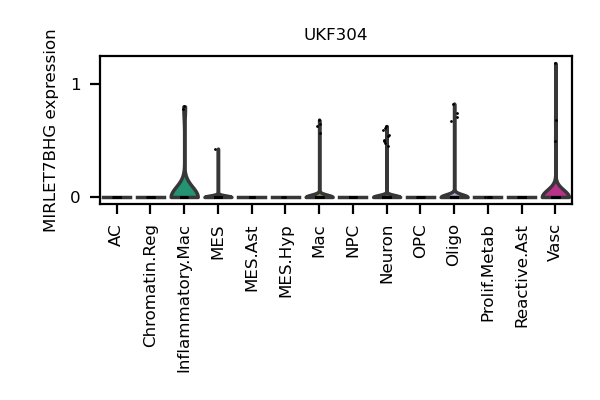 UKF304
MIRLET7BHG expression
1
0
AC
Chromatin.Reg
Inflammatory.Mac
MES
MES.Ast
MES.Hyp
Mac
NPC
Neuron
OPC
Oligo
Prolif.Metab
Reactive.Ast
Vasc